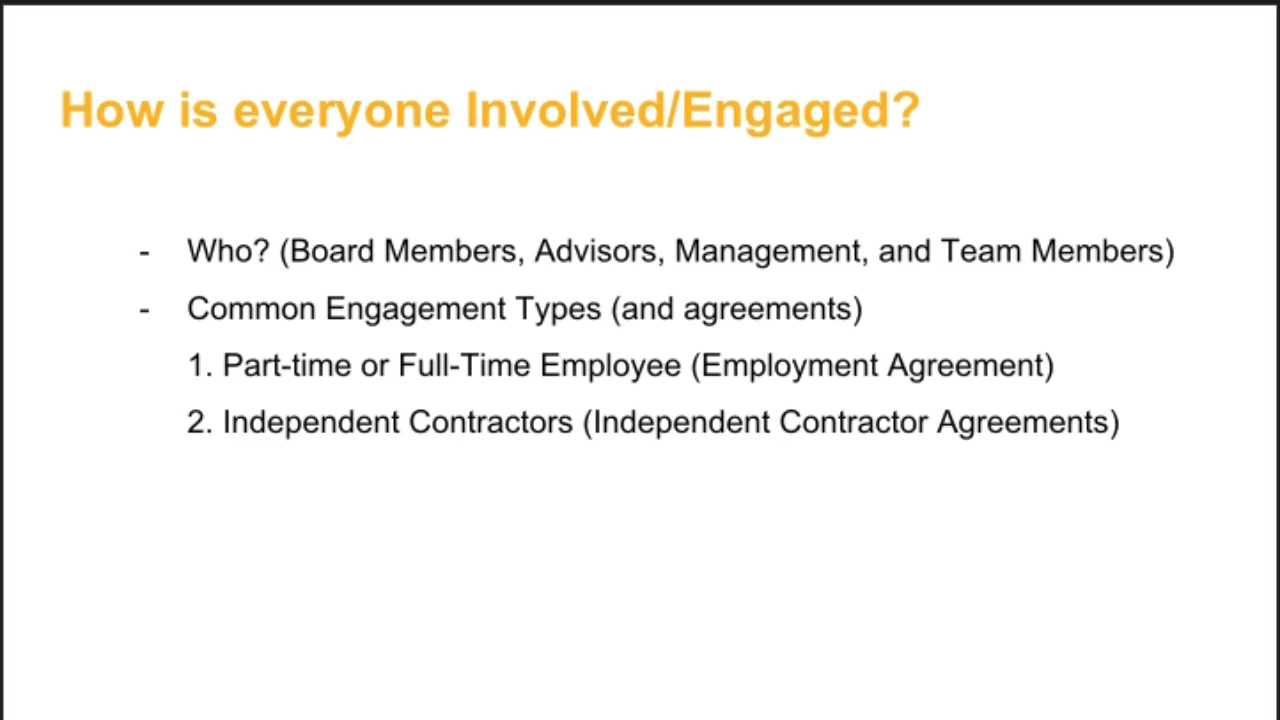 How is everyone Involved/Engaged?
- Who? (Board Members, Advisors, Management, and Team Members)
- Common Engagement Types (and agreements)
1. Part-time or Full-Time Employee (Employment Agreement)
2. Independent Contractors (Independent Contractor Agreements)